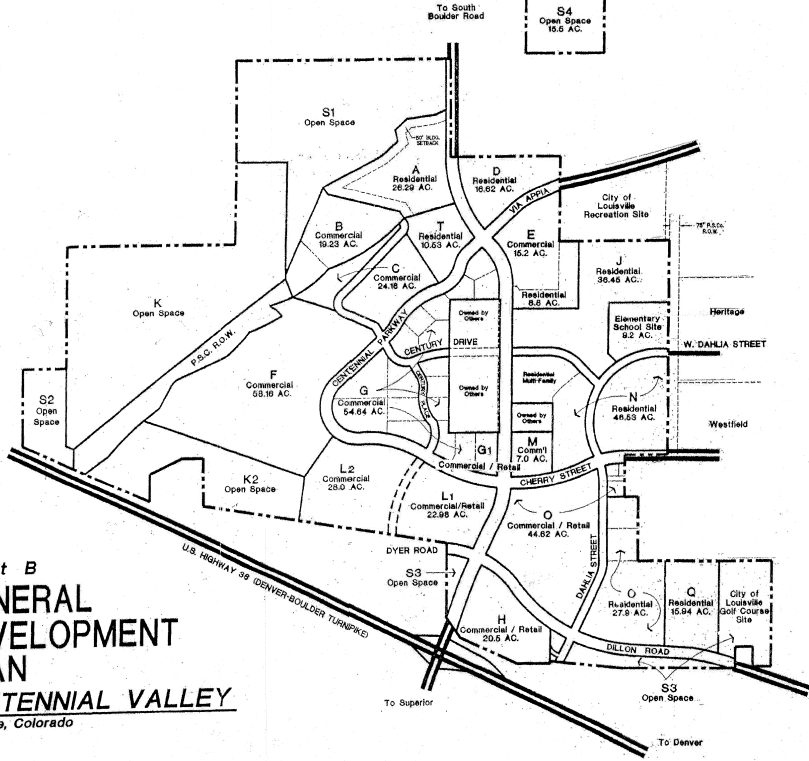 To South
Boulder Road
S4
Open Space
15.5 AC.
S1
Open Space
50' BLDG.
SETBACK
A
Residential
26.29 AC.
D
Residential
16.62 AC.
VIA APPIA
City of
Louisville
Recreation Site
75' P.S.Co.
R.O.W.
B
Commercial
19.23 AC.
T
Residential
10.53 AC.
E
Commercial
15.2 AC.
C
Commercial
24.18 AC.
J
Residential
36.45 AC.
Residential
8.8 AC.
K
Open Space
P.S.C. R.O.W.
Owned by
Others
Elementary
School Site
9.2 AC.
Heritage
CENTENNIAL PARKWAY
CENTURY DRIVE
W. DAHLIA STREET
F
Commercial
58.16 AC.
Residential
Multi-Family
G
Commercial
54.64 AC.
Owned by
Others
N
Residential
46.53 AC.
S2
Open
Space
Owned by
Others
Westfield
G1
Commercial / Retail
M
Comm'l
7.0 AC.
L2
Commercial
28.0 AC.
K2
Open Space
CHERRY STREET
L1
Commercial/Retail
22.98 AC.
O
Commercial / Retail
44.62 AC.
DYER ROAD
DAHLIA STREET
U.S. HIGHWAY 36 (DENVER-BOULDER TURNPIKE)
S3
Open Space
O
Residential
27.9 AC.
Q
Residential
15.94 AC.
City of
Louisville
Golf Course
Site
H
Commercial / Retail
20.5 AC.
DILLON ROAD
S3
Open Space
To Superior
To Denver
t B
NERAL
VELOPMENT
AN
TENNIAL VALLEY
e, Colorado